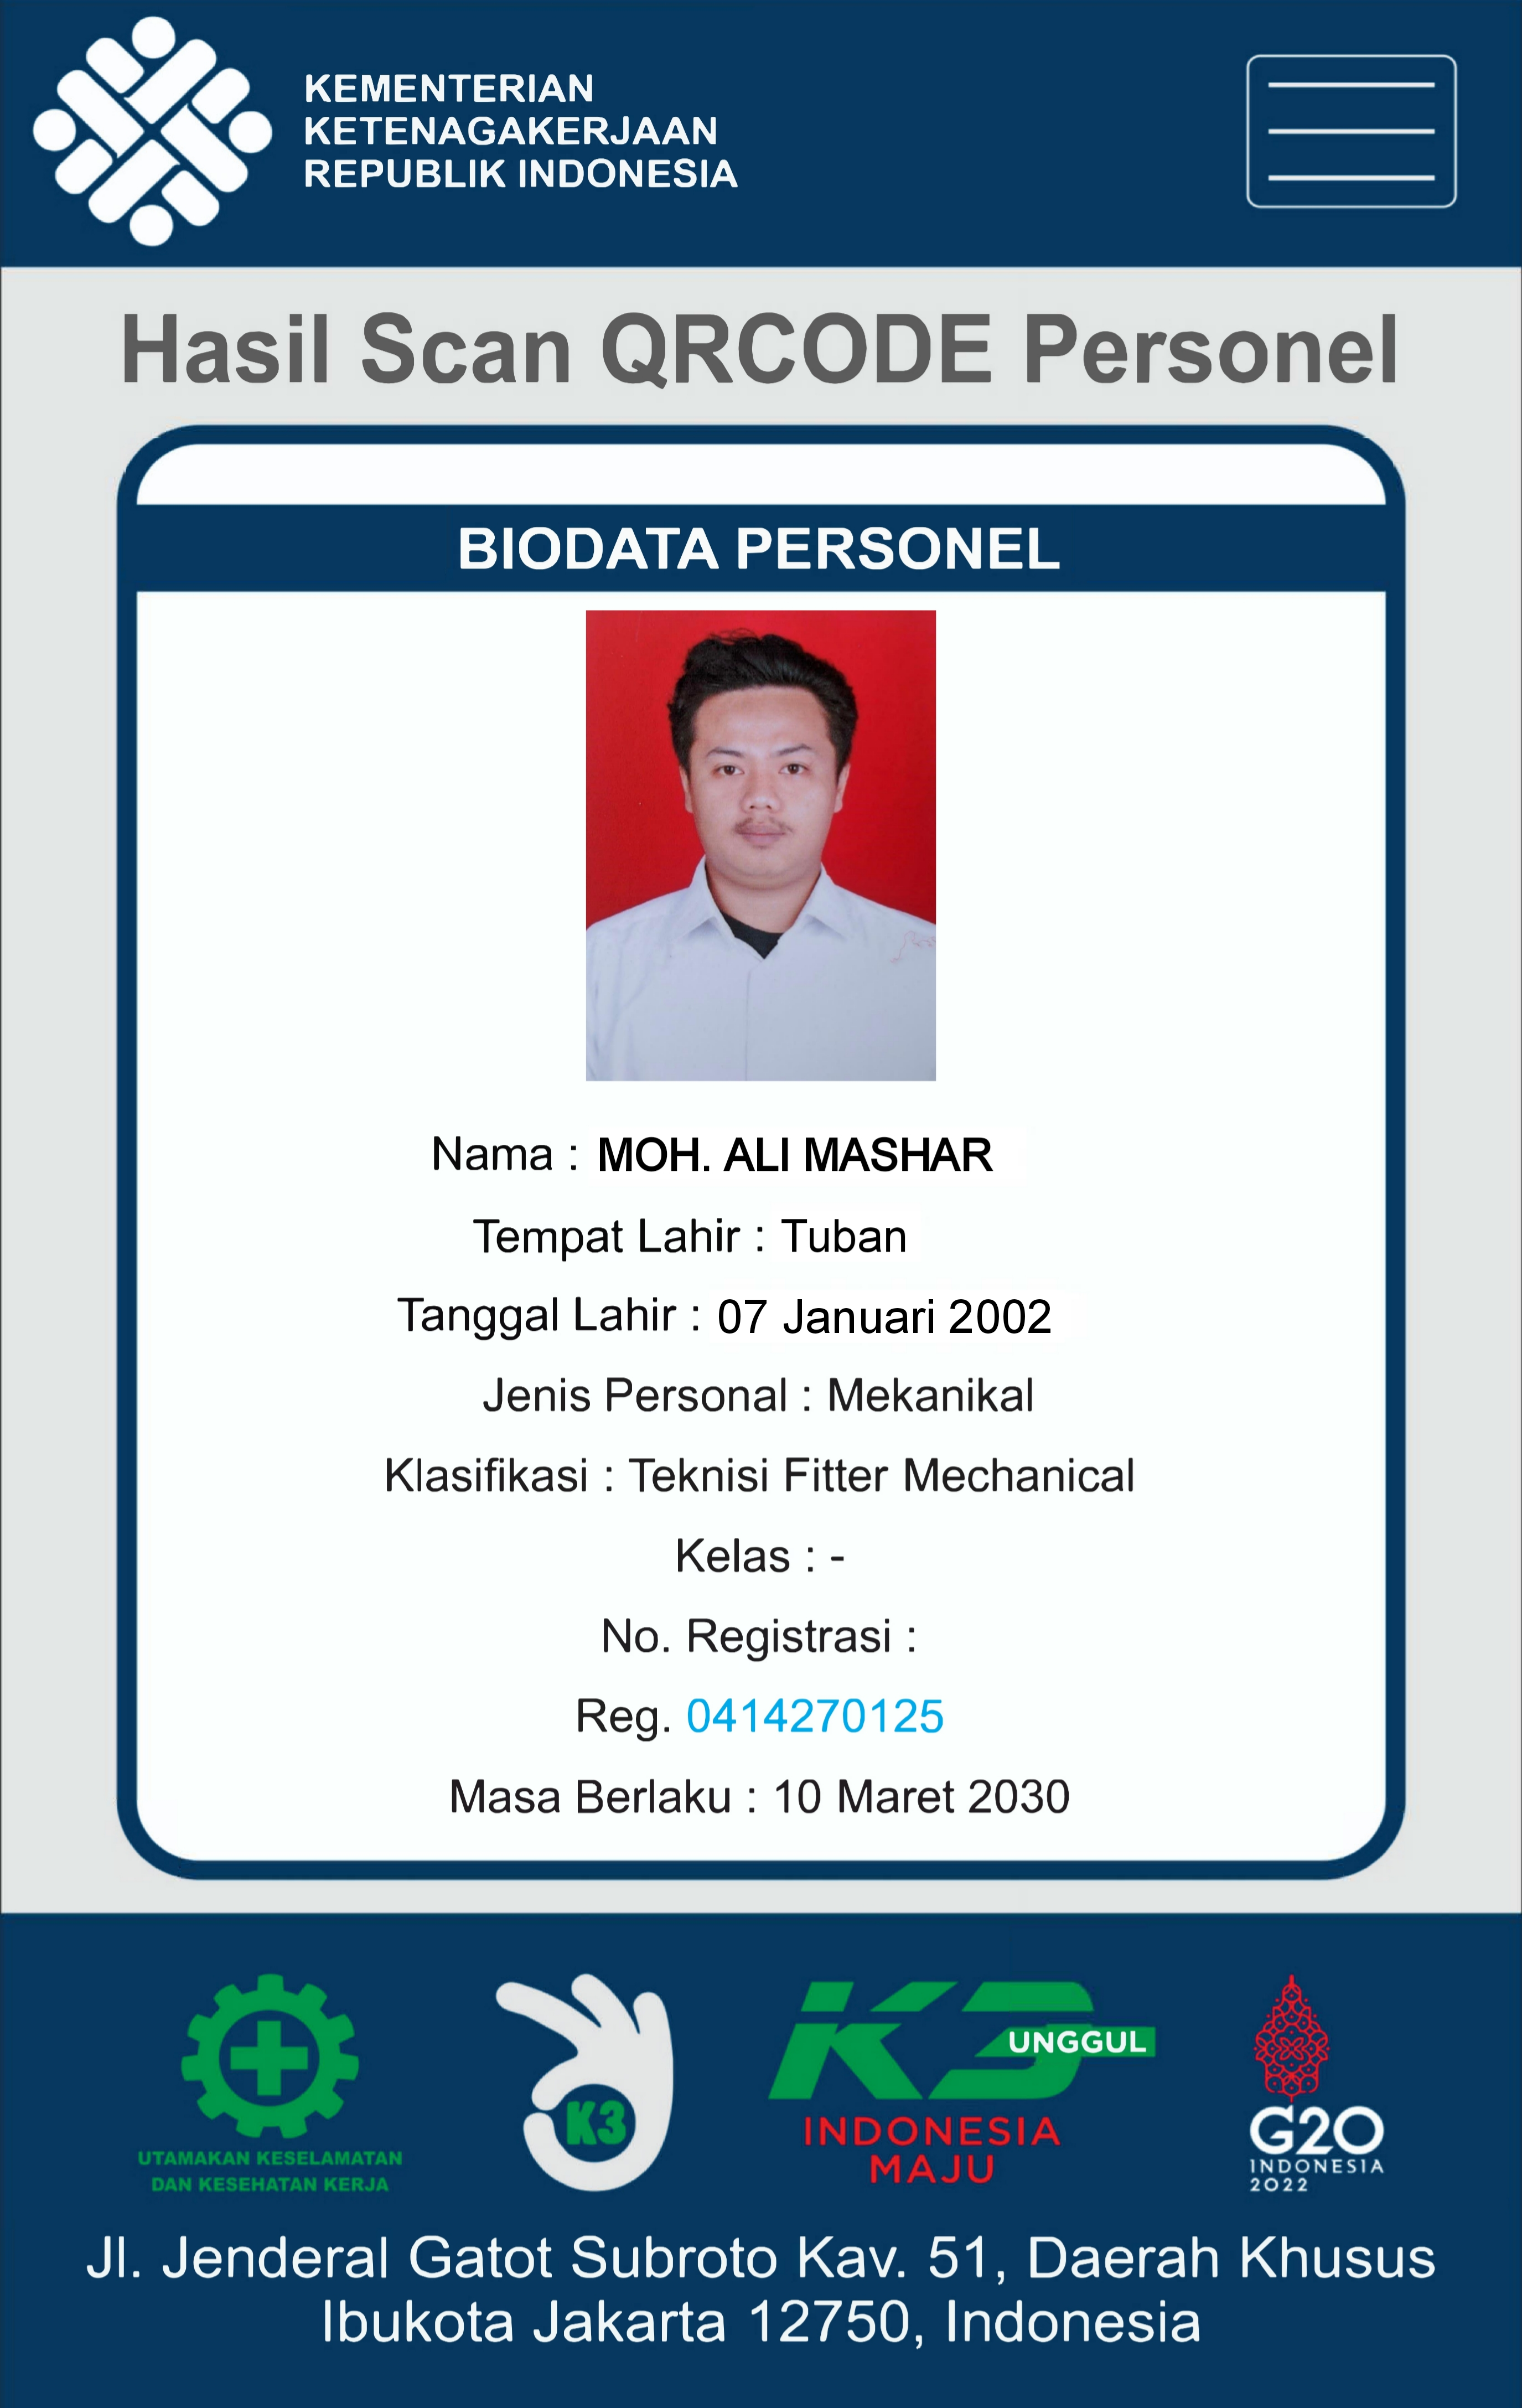 KEMENTERIAN
KETENAGAKERJAAN
REPUBLIK INDONESIA
Hasil Scan QRCODE Personel
BIODATA PERSONEL
Nama : MOH. ALI MASHAR
Tempat Lahir : Tuban
Tanggal Lahir : 07 Januari 2002
Jenis Personal : Mekanikal
Klasifikasi : Teknisi Fitter Mechanical
Kelas : -
No. Registrasi :
Reg. 0414270125
Masa Berlaku : 10 Maret 2030
UTAMAKAN KESELAMATAN
DAN KESEHATAN KERJA
K3
K3
UNGGUL
INDONESIA
MAJU
G20
INDONESIA
2022
Jl. Jenderal Gatot Subroto Kav. 51, Daerah Khusus
Ibukota Jakarta 12750, Indonesia